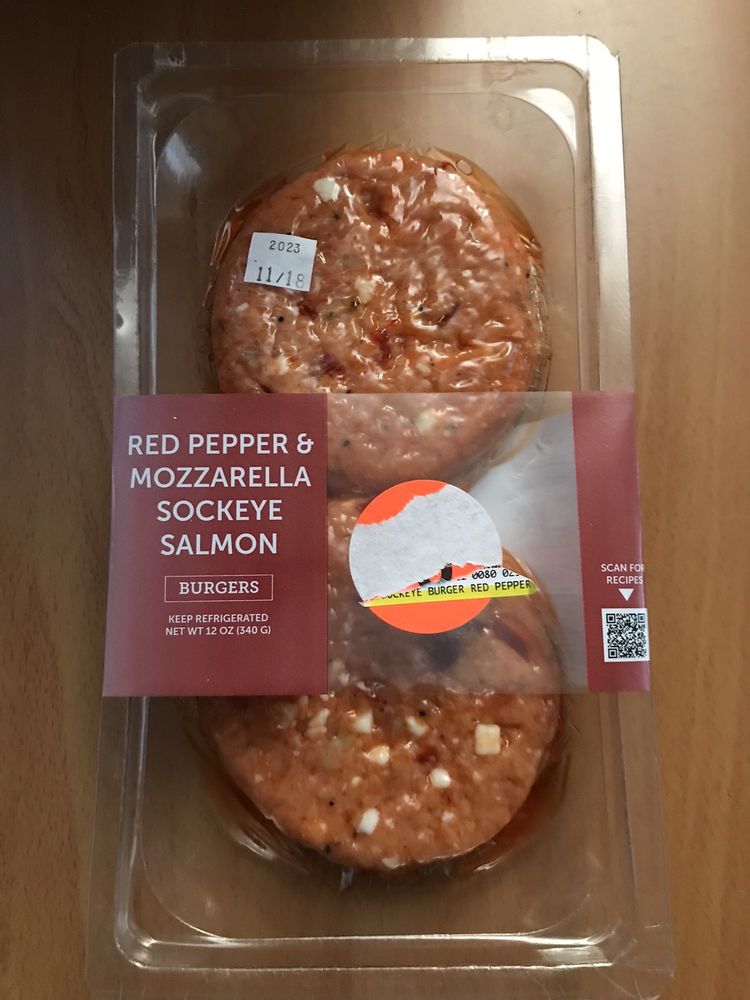 2023
11/18
RED PEPPER &
MOZZARELLA
SOCKEYE
SALMON
BURGERS
KEEP REFRIGERATED
NET WT 12 OZ (340 G)
0080
BURGER RED PEPPER
SCAN FOR
RECIPES